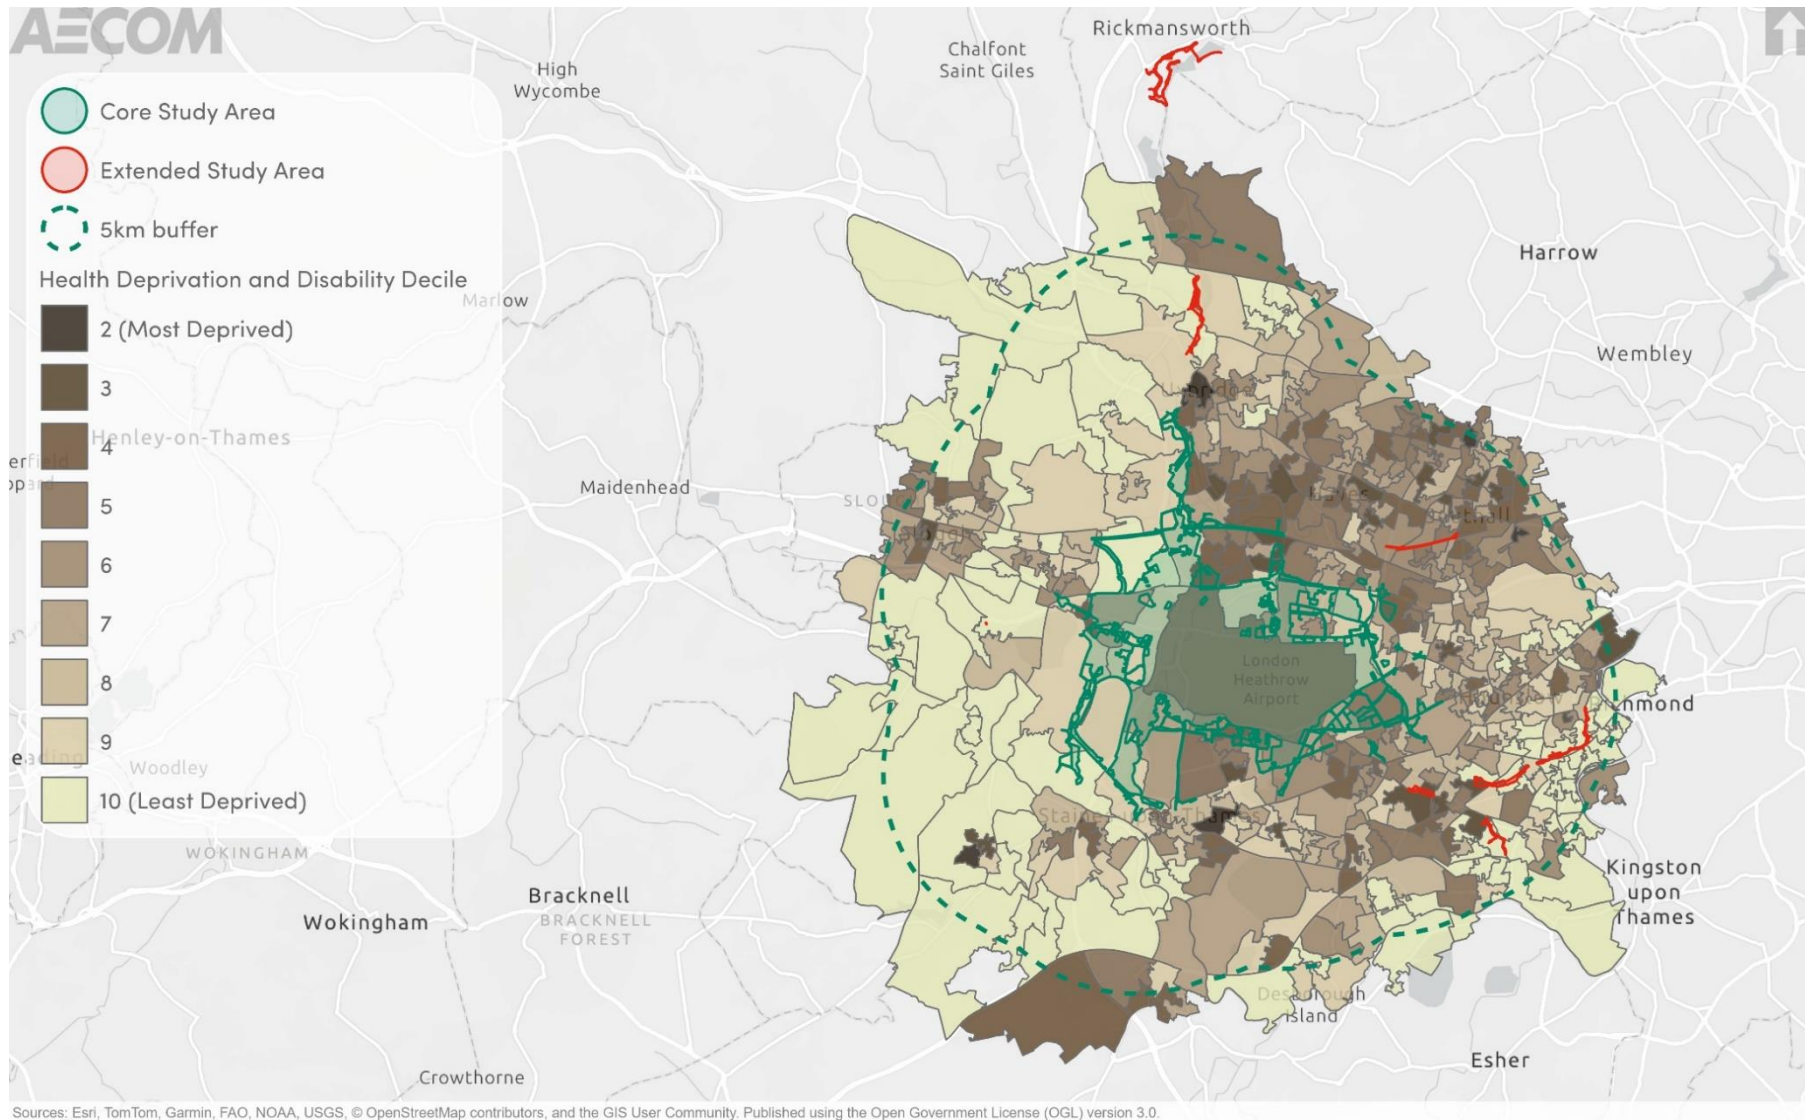 AECOM
Core Study Area
Extended Study Area
5km buffer
Health Deprivation and Disability Decile
2 (Most Deprived)
3
4
5
6
7
8
9
10 (Least Deprived)
Rickmansworth
Chalfont
Saint Giles
High
Wycombe
Marlow
Harrow
Wembley
Henley-on-Thames
Maidenhead
London
Heathrow
Airport
Woodley
WOKINGHAM
Wokingham
Bracknell
BRACKNELL
FOREST
Kingston
upon
Thames
Desborough
Island
Esher
Crowthorne
Sources: Esri, TomTom, Garmin, FAO, NOAA, USGS, © OpenStreetMap contributors, and the GIS User Community. Published using the Open Government License (OGL) version 3.0.